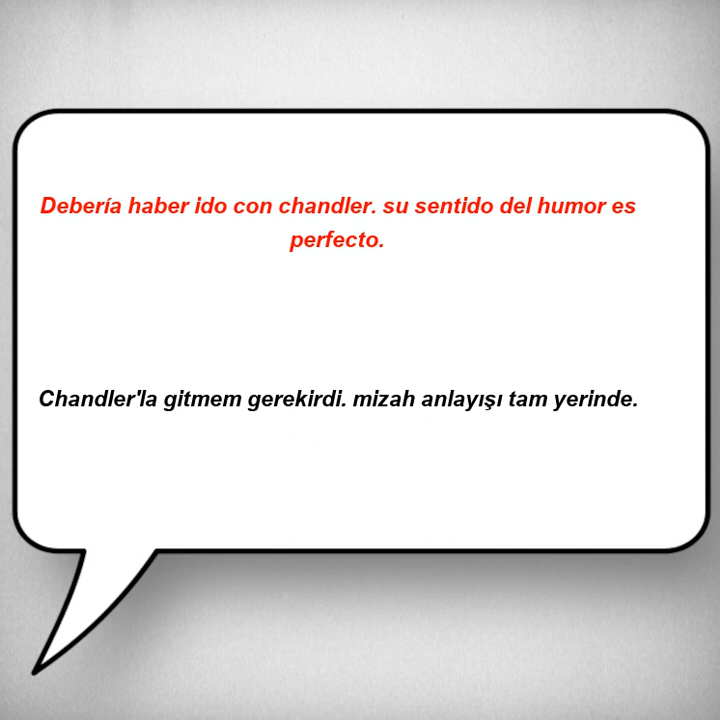 Debería haber ido con chandler. su sentido del humor es
perfecto.
Chandler'la gitmem gerekirdi. mizah anlayışı tam yerinde.